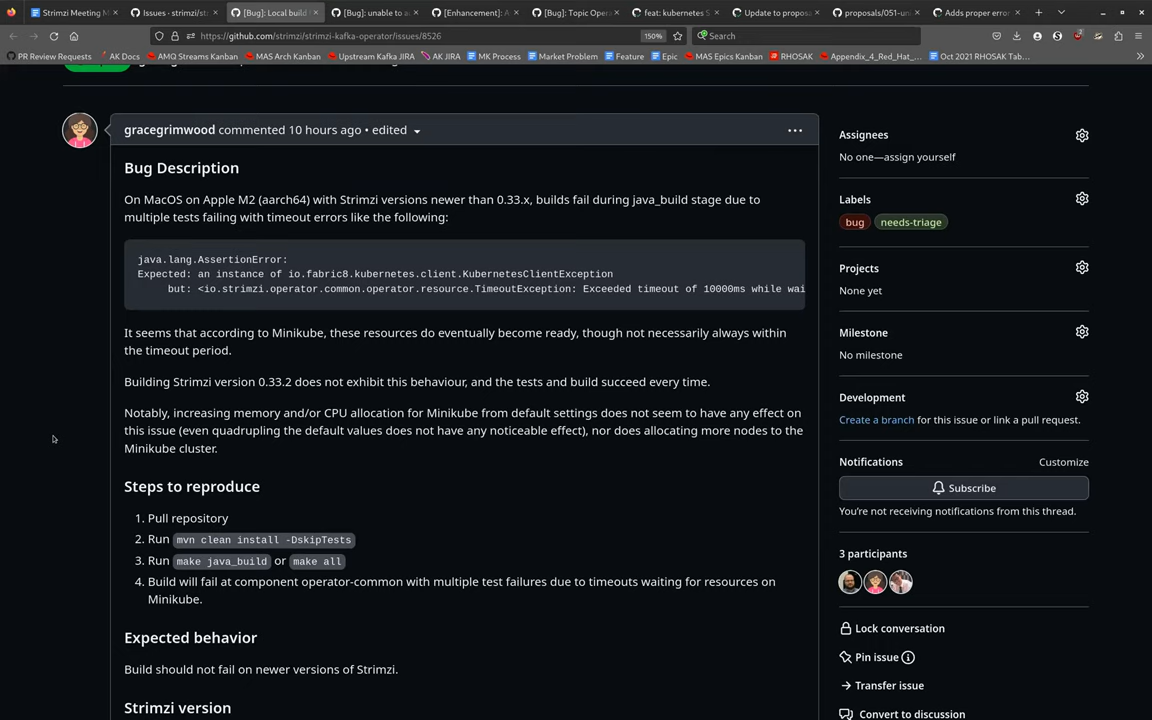 Strimzi Meeting M
Issues · strimzi/str
[Bug]: Local build
[Bug]: unable to a
[Enhancement]: A
[Bug]: Topic Opera
feat: kubernetes S
Update to proposa
proposals/051-un
Adds proper error
https://github.com/strimzi/strimzi-kafka-operator/issues/8526
150%
Search
PR Review Requests
AK Docs
AMQ Streams Kanban
MAS Arch Kanban
Upstream Kafka JIRA
AK JIRA
MK Process
Market Problem
Feature
Epic
MAS Epics Kanban
RHOSAK
Appendix_4_Red_Hat_...
Oct 2021 RHOSAK Tab...
gracegrimwood commented 10 hours ago • edited
Bug Description
On MacOS on Apple M2 (aarch64) with Strimzi versions newer than 0.33.x, builds fail during java_build stage due to
multiple tests failing with timeout errors like the following:
java.lang.AssertionError:
Expected: an instance of io.fabric8.kubernetes.client.KubernetesClientException
but: <io.strimzi.operator.common.operator.resource.TimeoutException: Exceeded timeout of 10000ms while wai
It seems that according to Minikube, these resources do eventually become ready, though not necessarily always within
the timeout period.
Building Strimzi version 0.33.2 does not exhibit this behaviour, and the tests and build succeed every time.
Notably, increasing memory and/or CPU allocation for Minikube from default settings does not seem to have any effect on
this issue (even quadrupling the default values does not have any noticeable effect), nor does allocating more nodes to the
Minikube cluster.
Steps to reproduce
1. Pull repository
2. Run mvn clean install -DskipTests
3. Run make java_build or make all
4. Build will fail at component operator-common with multiple test failures due to timeouts waiting for resources on
Minikube.
Expected behavior
Build should not fail on newer versions of Strimzi.
Strimzi version
Assignees
No one—assign yourself
Labels
bug needs-triage
Projects
None yet
Milestone
No milestone
Development
Create a branch for this issue or link a pull request.
Notifications Customize
Subscribe
You're not receiving notifications from this thread.
3 participants
Lock conversation
Pin issue
Transfer issue
Convert to discussion